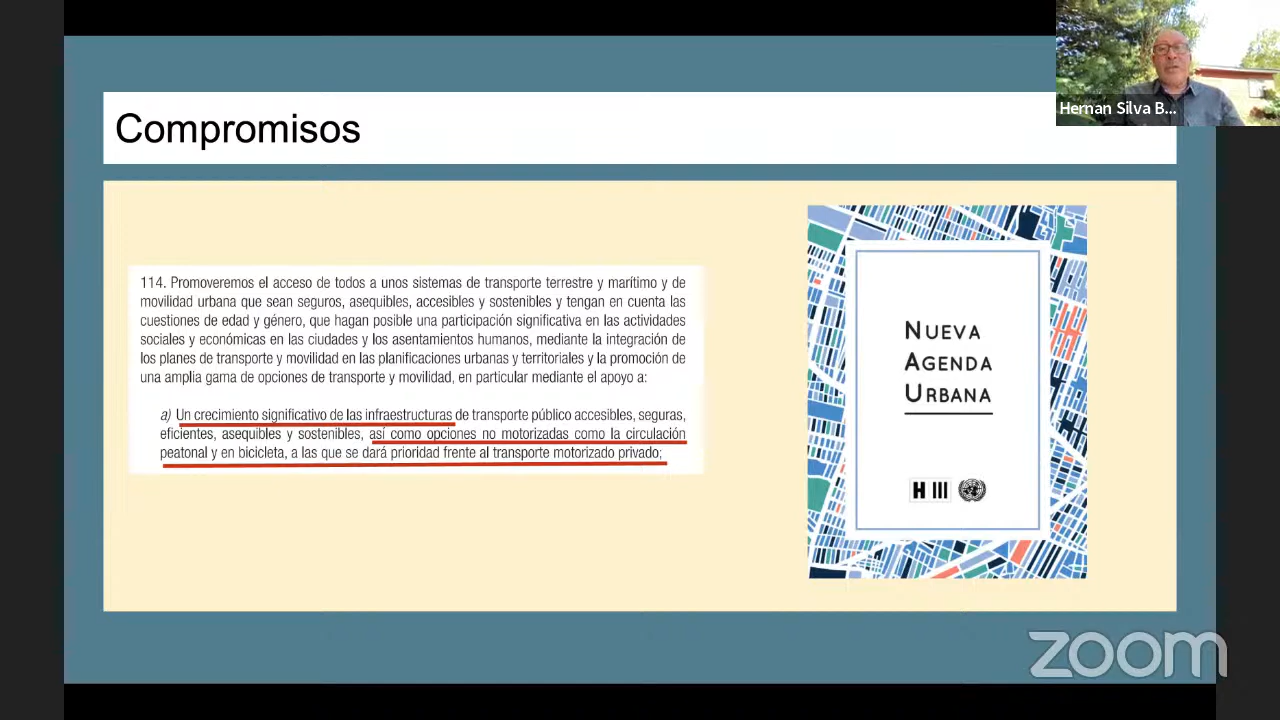 Hernan Silva B...
Compromisos
114. Promoveremos el acceso de todos a unos sistemas de transporte terrestre y marítimo y de
movilidad urbana que sean seguros, asequibles, accesibles y sostenibles y tengan en cuenta las
cuestiones de edad y género, que hagan posible una participación significativa en las actividades
sociales y económicas en las ciudades y los asentamientos humanos, mediante la integración de
los planes de transporte y movilidad en las planificaciones urbanas y territoriales y la promoción de
una amplia gama de opciones de transporte y movilidad, en particular mediante el apoyo a:
a) Un crecimiento significativo de las infraestructuras de transporte público accesibles, seguras,
eficientes, asequibles y sostenibles, así como opciones no motorizadas como la circulación
peatonal y en bicicleta, a las que se dará prioridad frente al transporte motorizado privado;
NUEVA
AGENDA
URBANA
H III
zoom